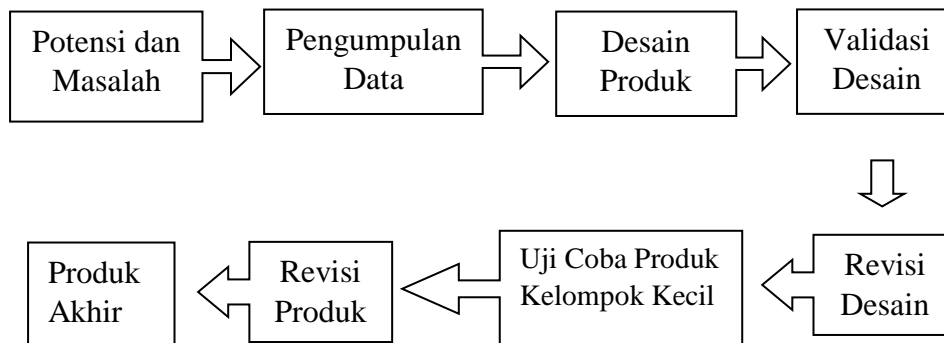 Potensi dan
Masalah
Pengumpulan
Data
Desain
Produk
Validasi
Desain
Revisi
Desain
Uji Coba Produk
Kelompok Kecil
Revisi
Produk
Produk
Akhir